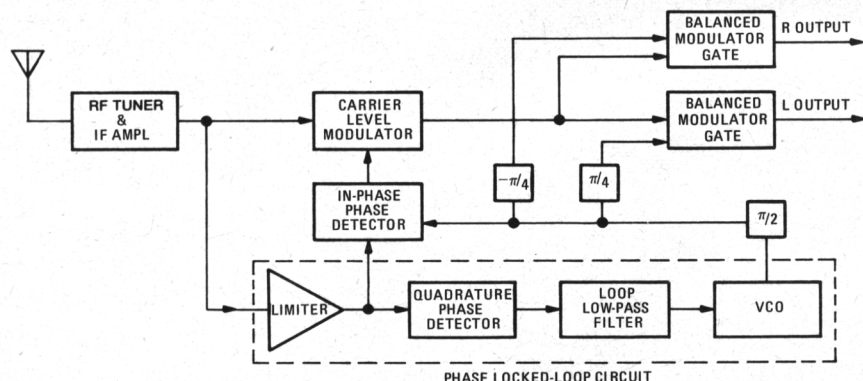 BALANCED
MODULATOR
GATE
R OUTPUT
RF TUNER
&
IF AMPL
CARRIER
LEVEL
MODULATOR
BALANCED
MODULATOR
GATE
L OUTPUT
−π/4
π/4
IN-PHASE
PHASE
DETECTOR
π/2
LIMITER
QUADRATURE
PHASE
DETECTOR
LOOP
LOW-PASS
FILTER
VCO
PHASE LOCKED-LOOP CIRCUIT